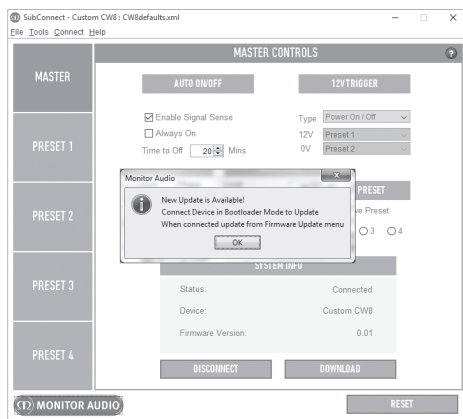 SubConnect - Custom CW8 : CW8defaults.xml
File Tools Connect Help
MASTER CONTROLS
?
MASTER
AUTO ON/OFF
12V TRIGGER
Enable Signal Sense
Type Power On / Off
Always On
12V Preset 1
Time to Off 20 Mins
0V Preset 2
PRESET 1
Monitor Audio
x
New Update is Available!
Connect Device in Bootloader Mode to Update
When connected update from Firmware Update menu
OK
PRESET
ve Preset
3 4
PRESET 2
SYSTEM INFO
Status: Connected
Device: Custom CW8
Firmware Version: 0.01
PRESET 3
PRESET 4
DISCONNECT
DOWNLOAD
MONITOR AUDIO
RESET